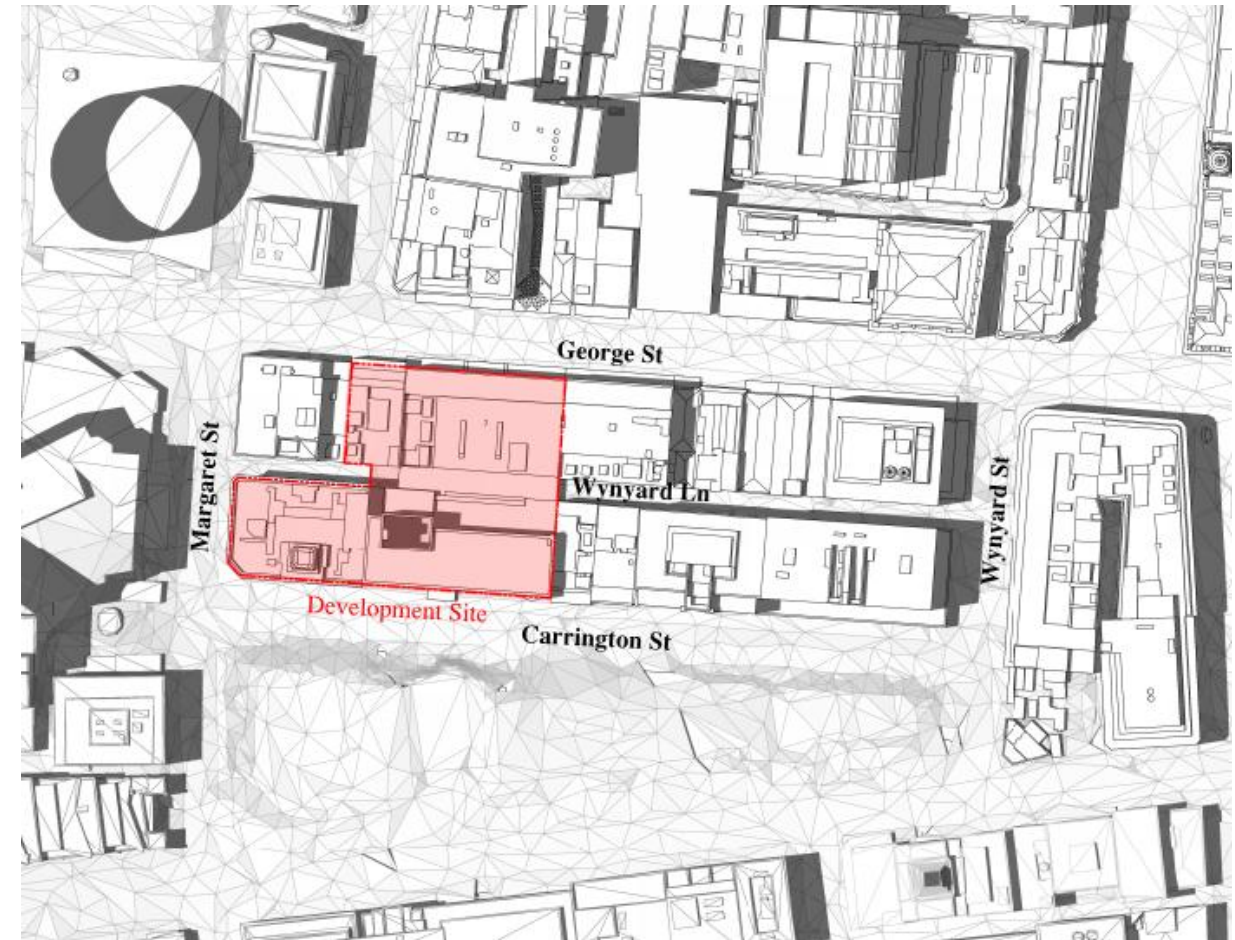 George St
Margaret St
Wynyard Ln
Wynyard St
Development Site
Carrington St